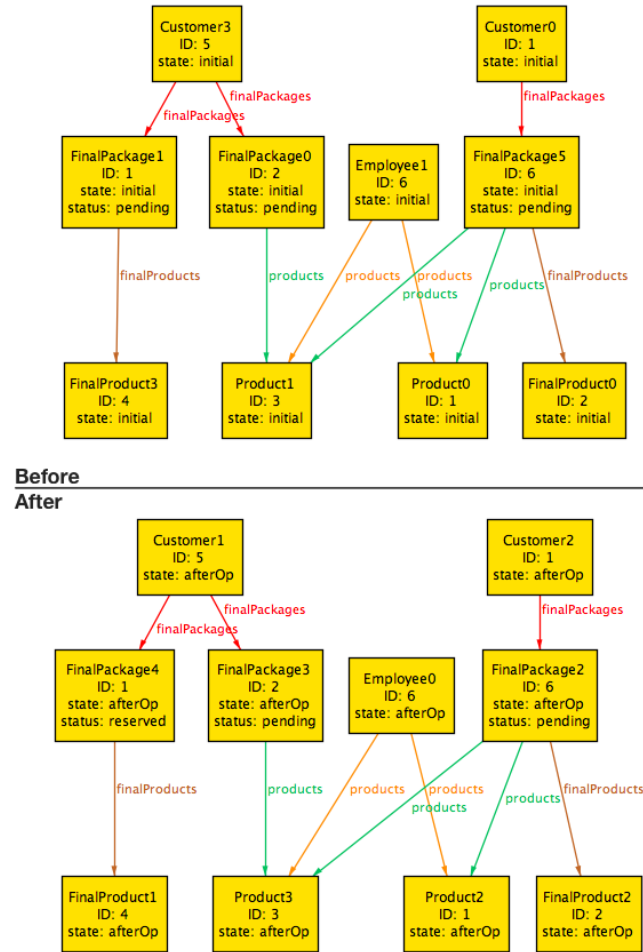 Customer3
ID: 5
state: initial
Customer0
ID: 1
state: initial
finalPackages
finalPackages
finalPackages
FinalPackage1
ID: 1
state: initial
status: pending
FinalPackage0
ID: 2
state: initial
status: pending
Employee1
ID: 6
state: initial
FinalPackage5
ID: 6
state: initial
status: pending
finalProducts
products
products
products
products
products
finalProducts
FinalProduct3
ID: 4
state: initial
Product1
ID: 3
state: initial
Product0
ID: 1
state: initial
FinalProduct0
ID: 2
state: initial
Before
After
Customer1
ID: 5
state: afterOp
Customer2
ID: 1
state: afterOp
finalPackages
finalPackages
finalPackages
FinalPackage4
ID: 1
state: afterOp
status: reserved
FinalPackage3
ID: 2
state: afterOp
status: pending
Employee0
ID: 6
state: afterOp
FinalPackage2
ID: 6
state: afterOp
status: pending
finalProducts
products
products
products
products
products
finalProducts
FinalProduct1
ID: 4
state: afterOp
Product3
ID: 3
state: afterOp
Product2
ID: 1
state: afterOp
FinalProduct2
ID: 2
state: afterOp